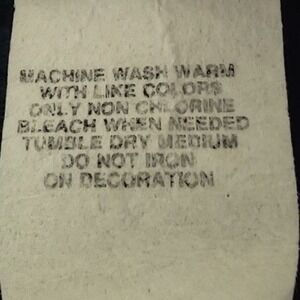 MACHINE WASH WARM
WITH LIKE COLORS
ONLY NON CHLORINE
BLEACH WHEN NEEDED
TUMBLE DRY MEDIUM
DO NOT IRON
ON DECORATION